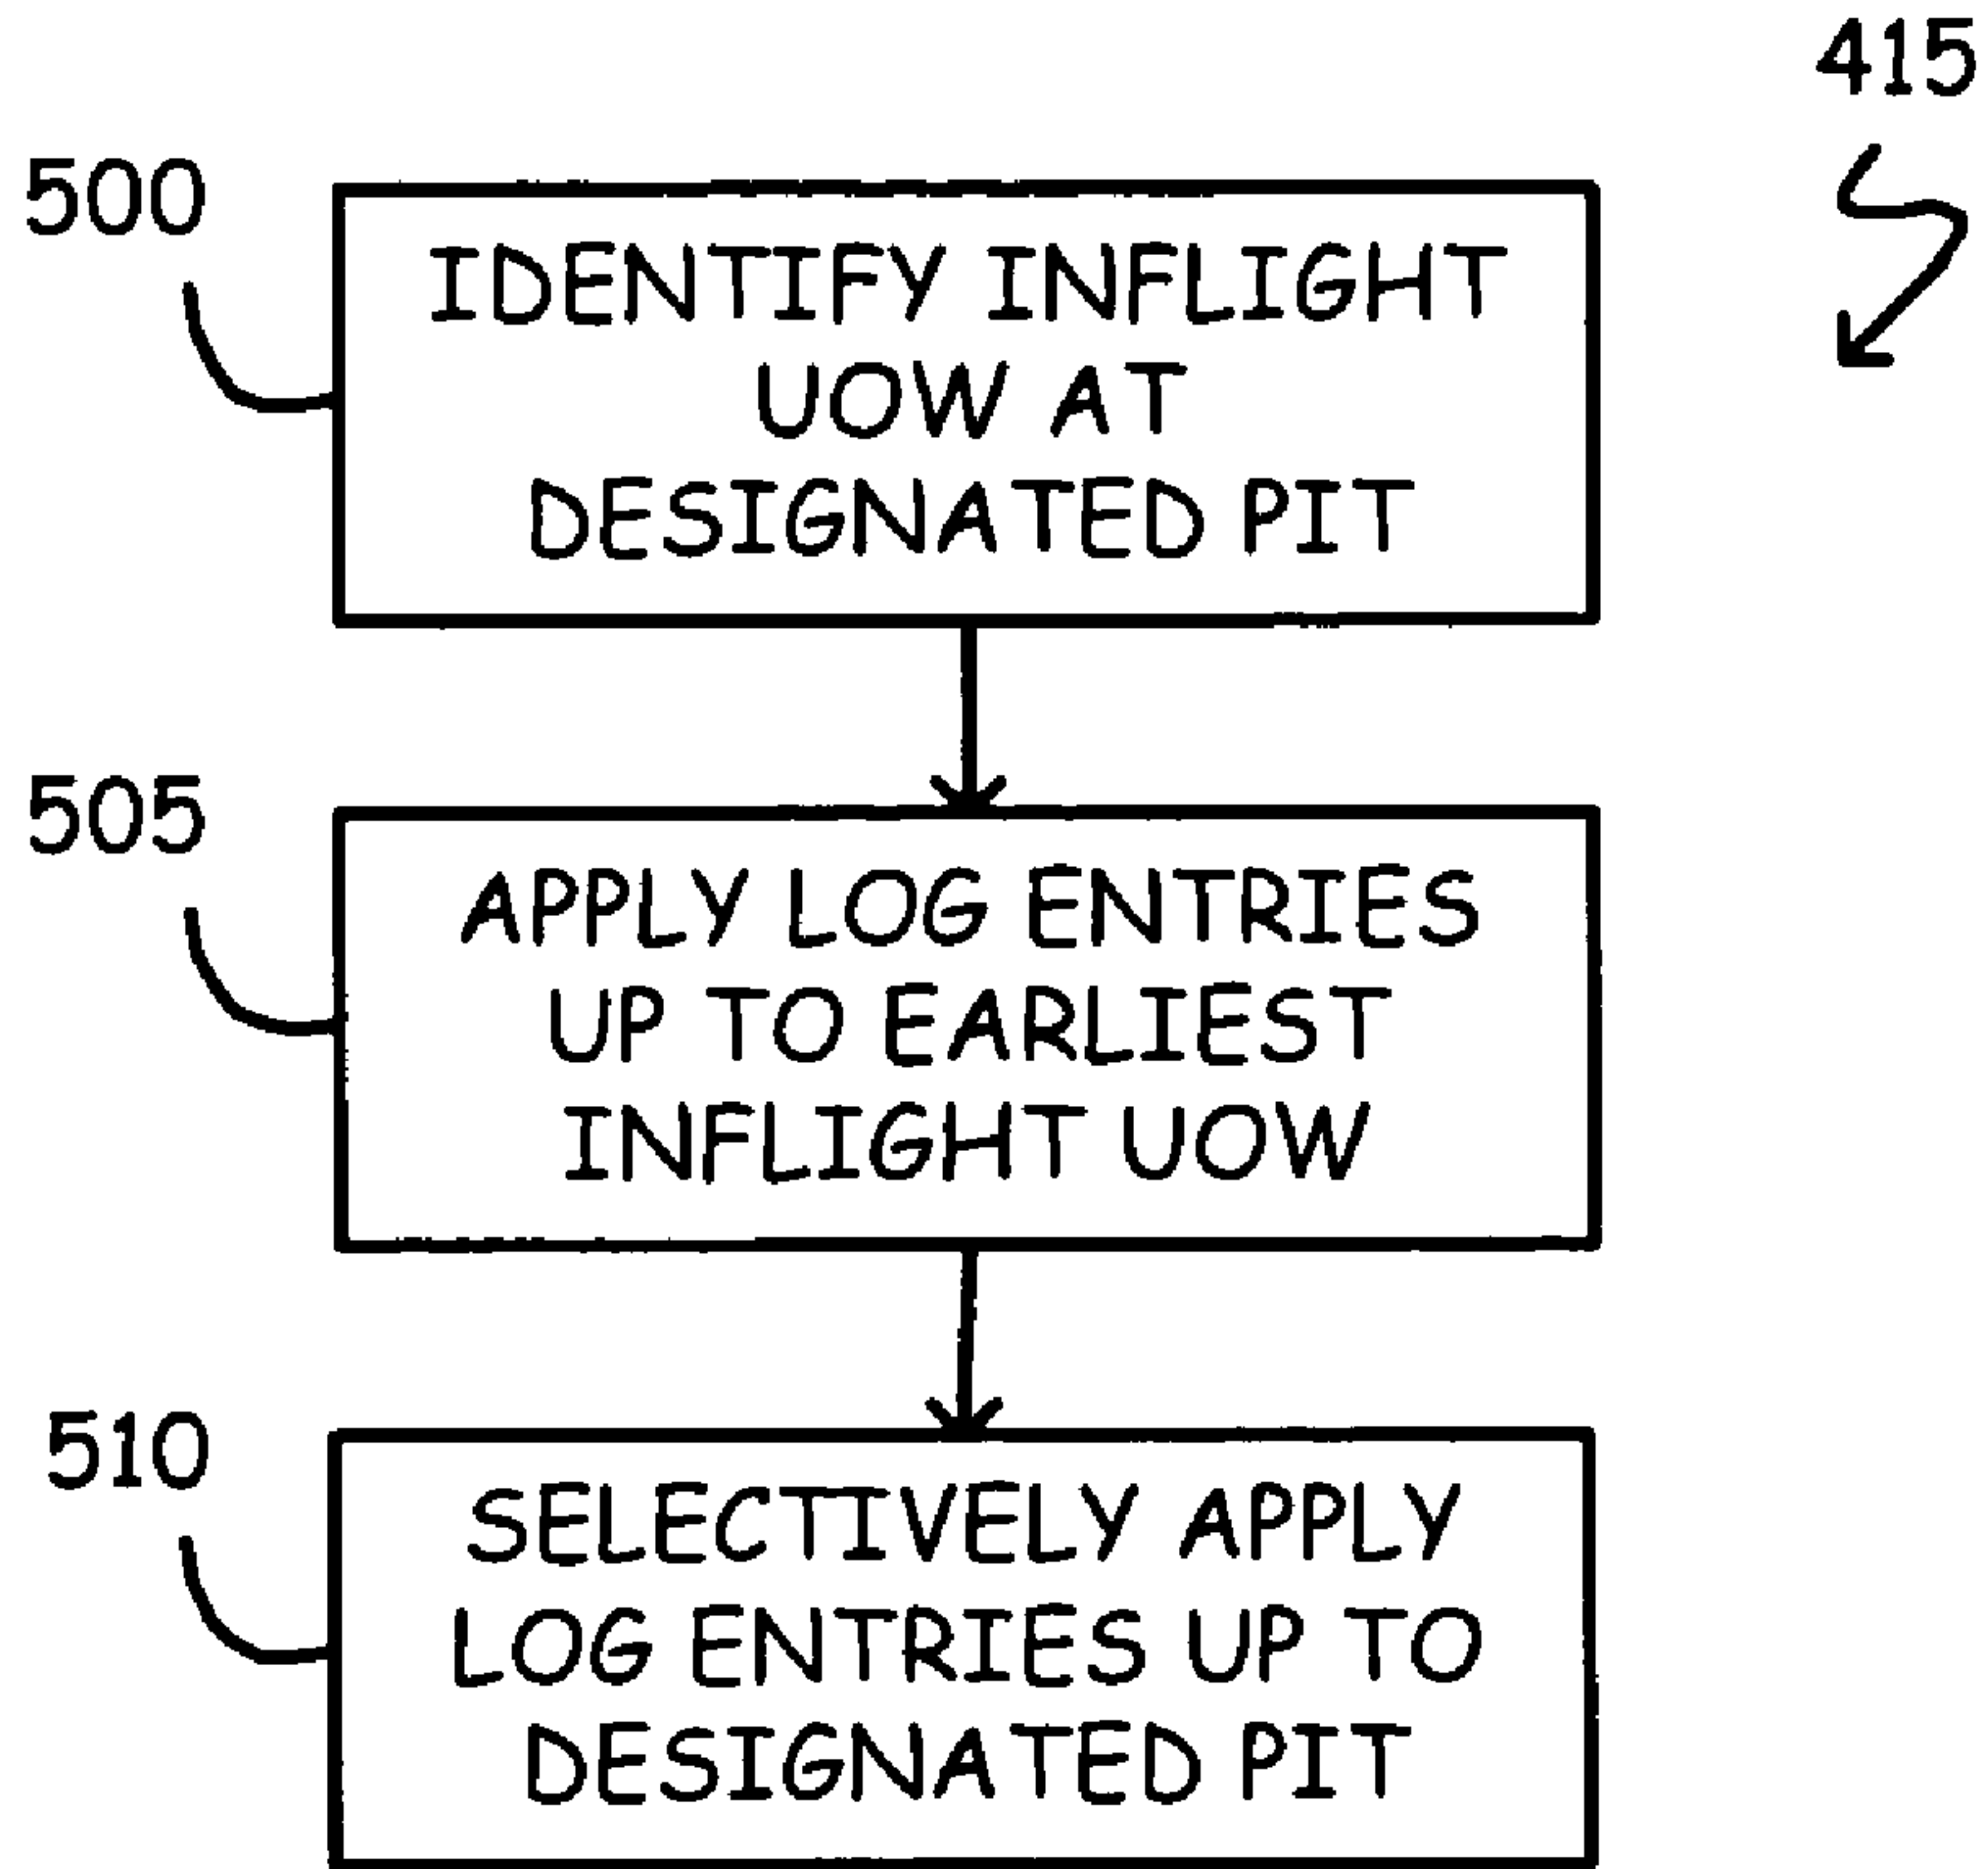 415
500
IDENTIFY INFLIGHT
UOW AT
DESIGNATED PIT
505
APPLY LOG ENTRIES
UP TO EARLIEST
INFLIGHT UOW
510
SELECTIVELY APPLY
LOG ENTRIES UP TO
DESIGNATED PIT